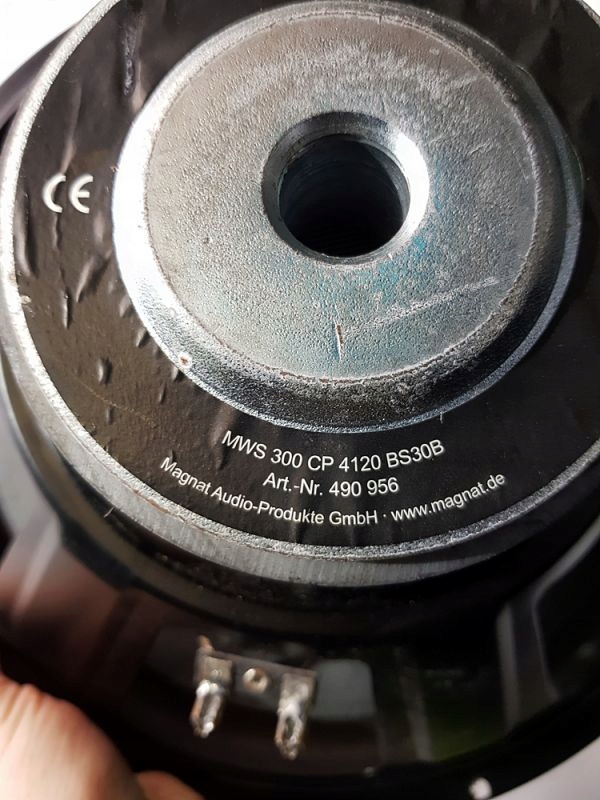 CE
MWS 300 CP 4120 BS30B
Art.-Nr. 490 956
Magnat Audio-Produkte GmbH · www.magnat.de